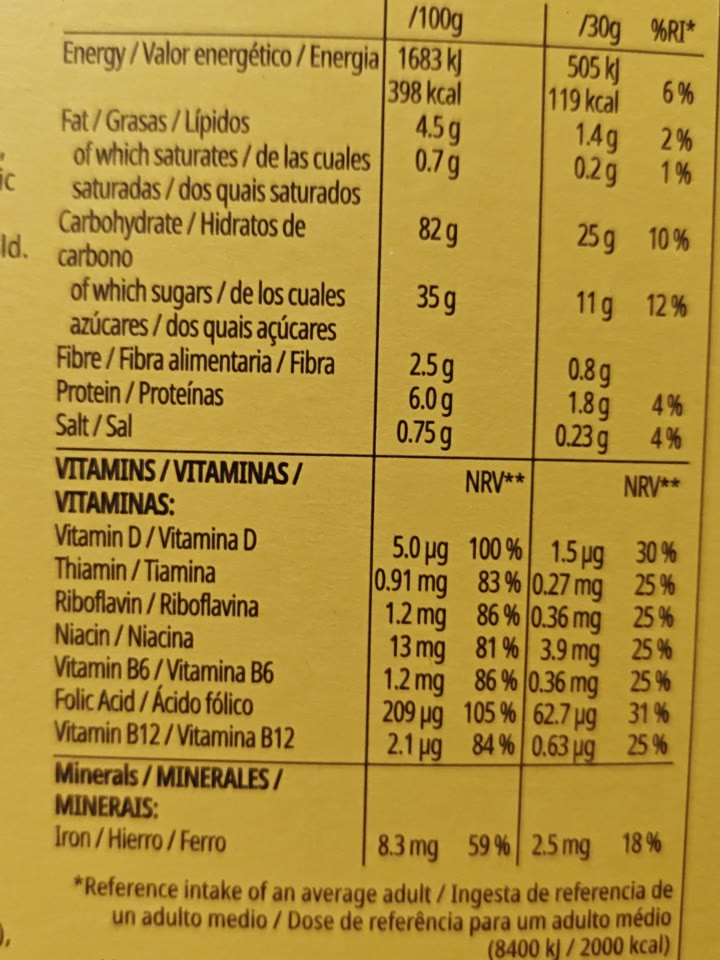 /100g /30g %RI*
Energy / Valor energético / Energia 1683 kJ 505 kJ
398 kcal 119 kcal 6%
Fat / Grasas / Lípidos 4.5 g 1.4 g 2%
of which saturates / de las cuales 0.7 g 0.2 g 1%
ic
saturadas / dos quais saturados
Carbohydrate / Hidratos de 82 g 25 g 10%
ld. carbono
of which sugars / de los cuales 35 g 11 g 12%
azúcares / dos quais açúcares
Fibre / Fibra alimentaria / Fibra 2.5 g 0.8 g
Protein / Proteínas 6.0 g 1.8 g 4%
Salt / Sal 0.75 g 0.23 g 4%
VITAMINS / VITAMINAS / NRV** NRV**
VITAMINAS:
Vitamin D / Vitamina D 5.0 µg 100% 1.5 µg 30%
Thiamin / Tiamina 0.91 mg 83% 0.27 mg 25%
Riboflavin / Riboflavina 1.2 mg 86% 0.36 mg 25%
Niacin / Niacina 13 mg 81% 3.9 mg 25%
Vitamin B6 / Vitamina B6 1.2 mg 86% 0.36 mg 25%
Folic Acid / Ácido fólico 209 µg 105% 62.7 µg 31%
Vitamin B12 / Vitamina B12 2.1 µg 84% 0.63 µg 25%
Minerals / MINERALES /
MINERAIS:
Iron / Hierro / Ferro 8.3 mg 59% 2.5 mg 18%
*Reference intake of an average adult / Ingesta de referencia de
un adulto medio / Dose de referência para um adulto médio
), (8400 kJ / 2000 kcal)